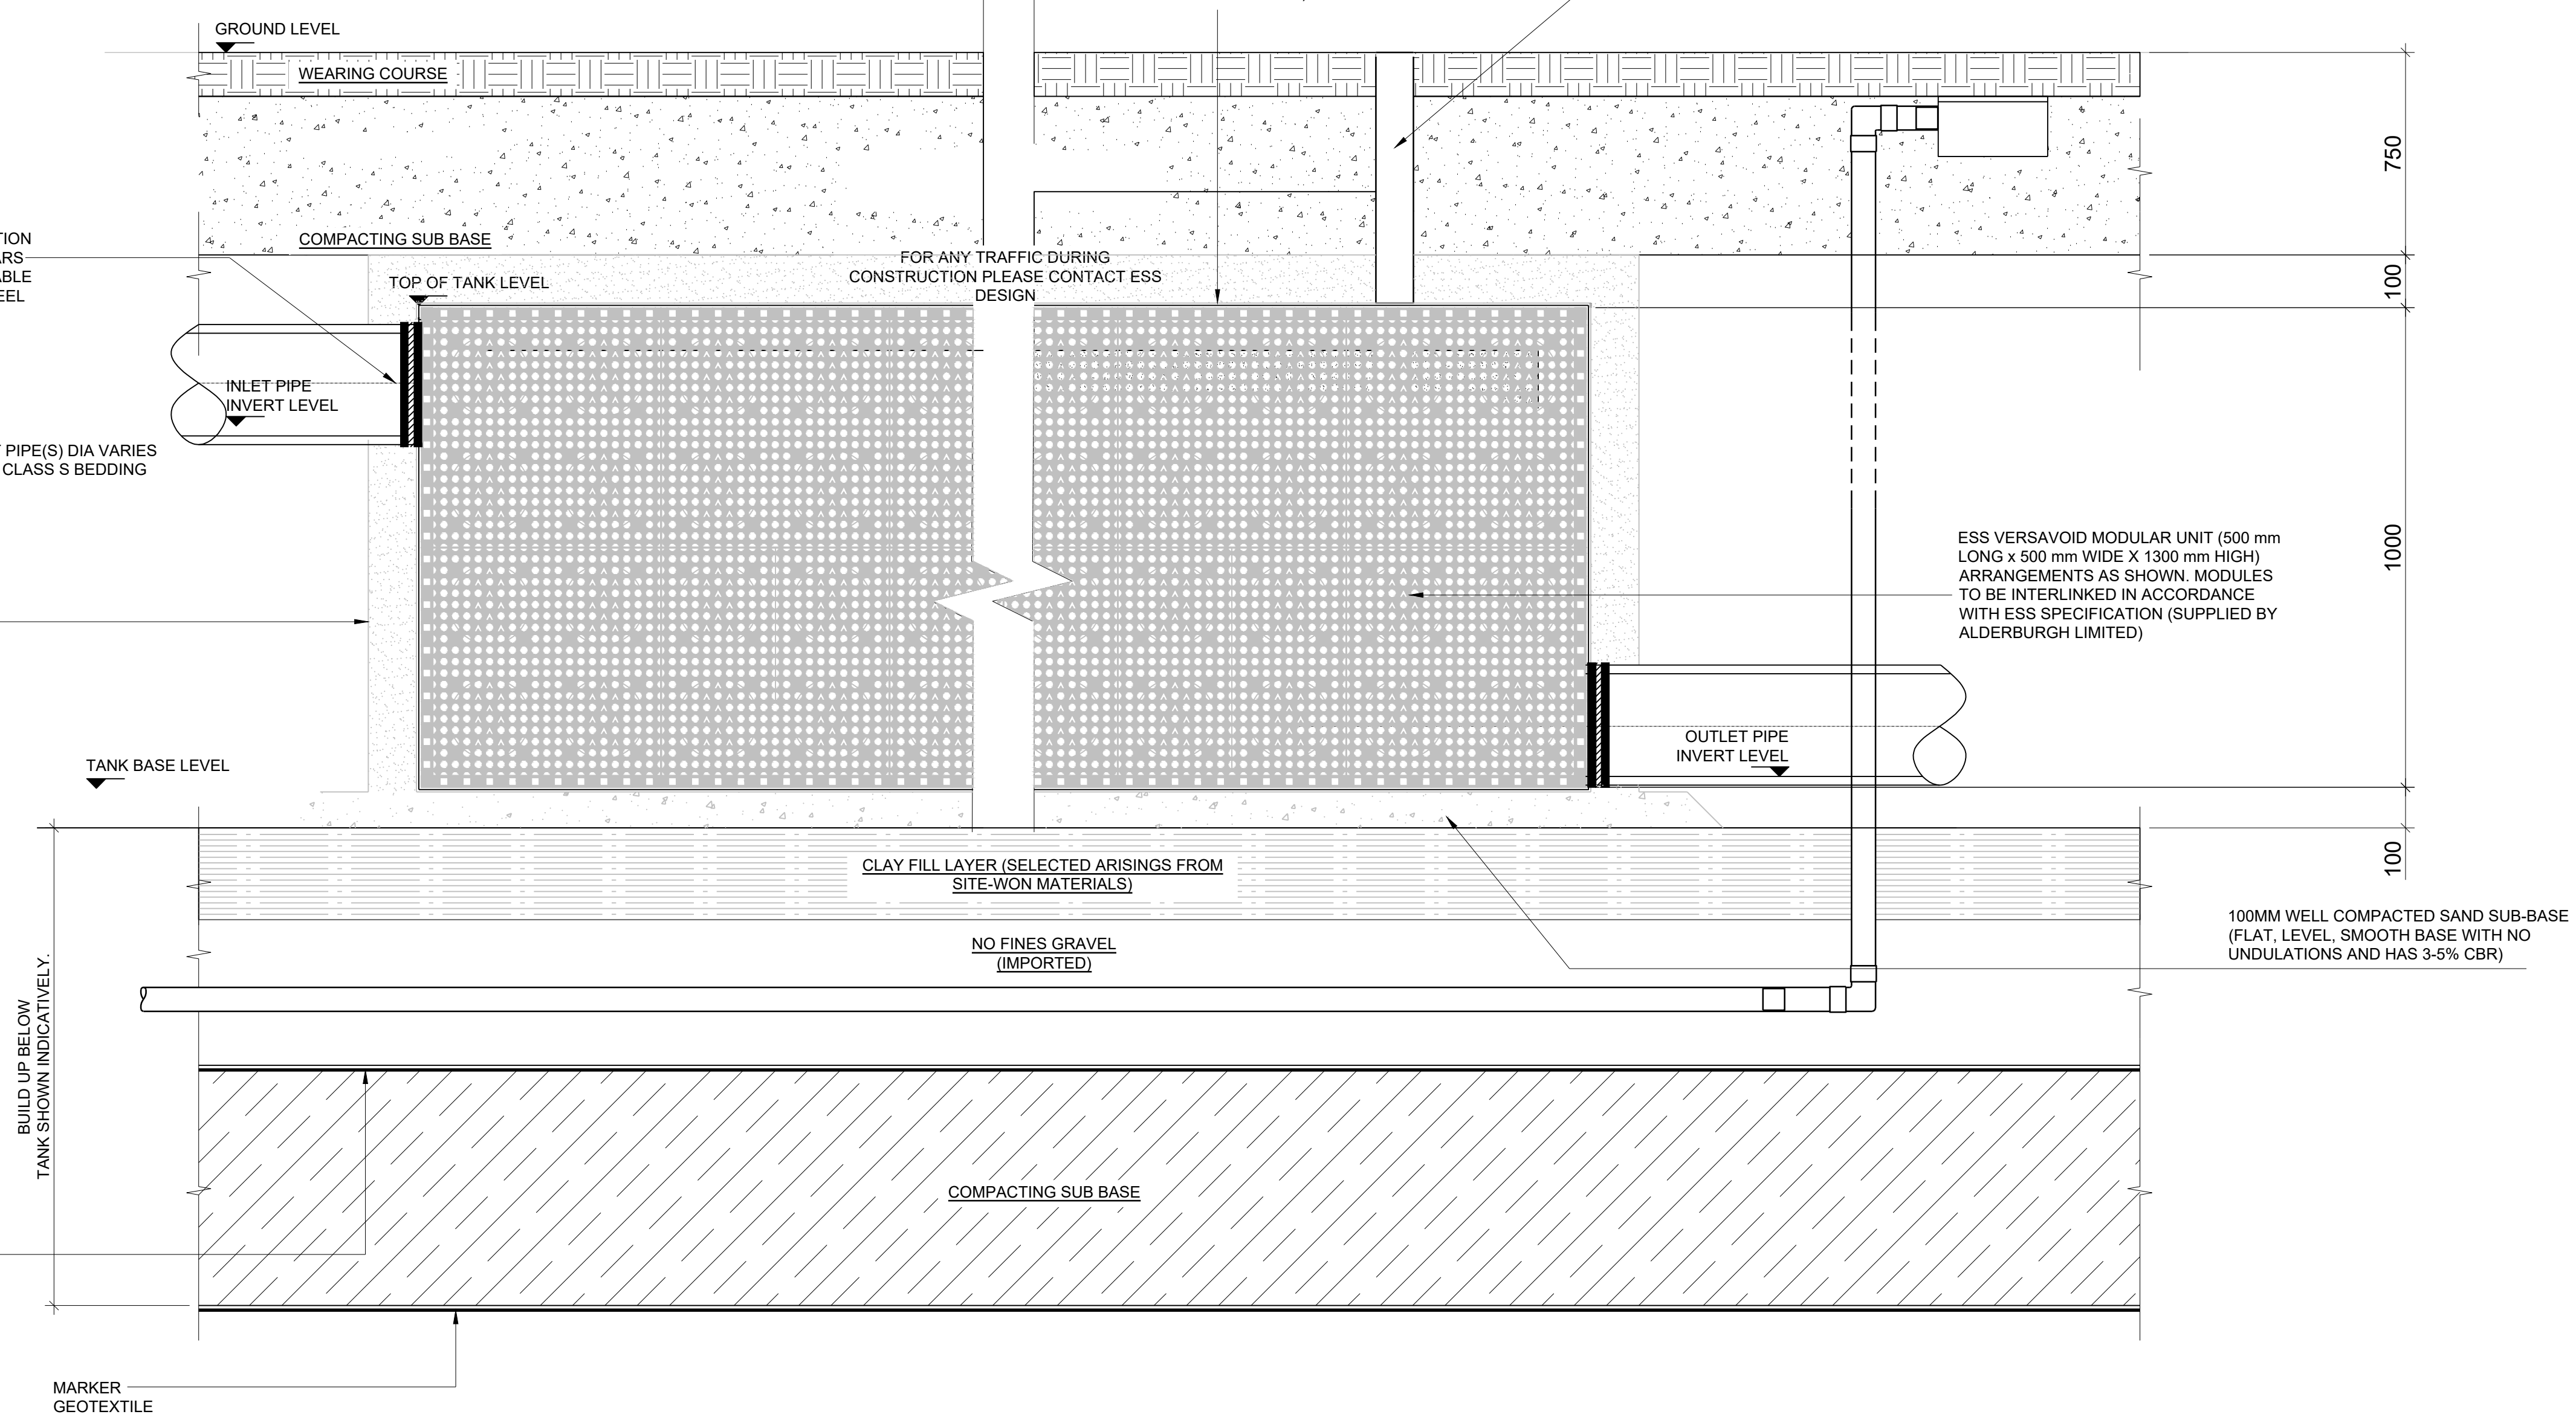 GROUND LEVEL
WEARING COURSE
750
TION
ARS
ABLE
EEL
COMPACTING SUB BASE
TOP OF TANK LEVEL
FOR ANY TRAFFIC DURING
CONSTRUCTION PLEASE CONTACT ESS
DESIGN
100
INLET PIPE
INVERT LEVEL
T PIPE(S) DIA VARIES
CLASS S BEDDING
1000
ESS VERSAVOID MODULAR UNIT (500 mm
LONG x 500 mm WIDE X 1300 mm HIGH)
ARRANGEMENTS AS SHOWN. MODULES
TO BE INTERLINKED IN ACCORDANCE
WITH ESS SPECIFICATION (SUPPLIED BY
ALDERBURGH LIMITED)
TANK BASE LEVEL
OUTLET PIPE
INVERT LEVEL
CLAY FILL LAYER (SELECTED ARISINGS FROM
SITE-WON MATERIALS)
100
100MM WELL COMPACTED SAND SUB-BASE
(FLAT, LEVEL, SMOOTH BASE WITH NO
UNDULATIONS AND HAS 3-5% CBR)
NO FINES GRAVEL
(IMPORTED)
BUILD UP BELOW
TANK SHOWN INDICATIVELY.
COMPACTING SUB BASE
MARKER
GEOTEXTILE